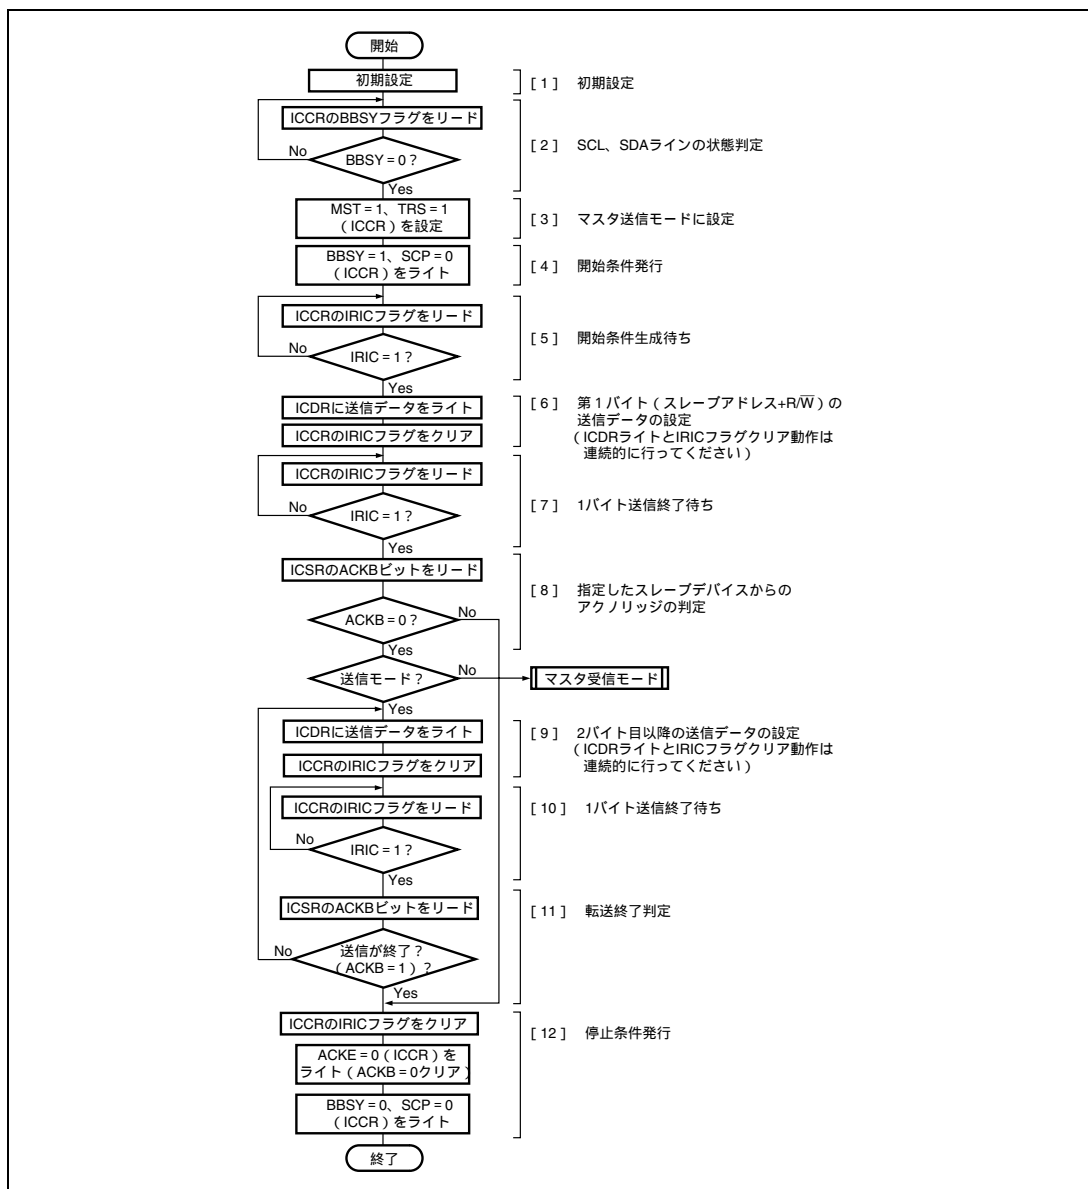 開始
初期設定
[ 1 ] 初期設定
ICCRのBBSYフラグをリード
No
BBSY = 0 ?
[ 2 ] SCL、SDAラインの状態判定
Yes
MST = 1、TRS = 1
( ICCR ) を設定
[ 3 ] マスタ送信モードに設定
BBSY = 1、SCP = 0
( ICCR ) をライト
[ 4 ] 開始条件発行
ICCRのIRICフラグをリード
No
IRIC = 1 ?
[ 5 ] 開始条件生成待ち
Yes
ICDRに送信データをライト
ICCRのIRICフラグをクリア
[ 6 ] 第1バイト ( スレーブアドレス+R/W̅ ) の
送信データの設定
( ICDRライトとIRICフラグクリア動作は
連続的に行ってください )
ICCRのIRICフラグをリード
No
IRIC = 1 ?
[ 7 ] 1バイト送信終了待ち
Yes
ICSRのACKBビットをリード
[ 8 ] 指定したスレーブデバイスからの
アクノリッジの判定
ACKB = 0 ?
No
Yes
送信モード ?
No
マスタ受信モード
Yes
ICDRに送信データをライト
ICCRのIRICフラグをクリア
[ 9 ] 2バイト目以降の送信データの設定
( ICDRライトとIRICフラグクリア動作は
連続的に行ってください )
ICCRのIRICフラグをリード
No
IRIC = 1 ?
[ 10 ] 1バイト送信終了待ち
Yes
ICSRのACKBビットをリード
[ 11 ] 転送終了判定
No
送信が終了 ?
( ACKB = 1 ) ?
Yes
ICCRのIRICフラグをクリア
[ 12 ] 停止条件発行
ACKE = 0 ( ICCR ) を
ライト ( ACKB = 0クリア )
BBSY = 0、SCP = 0
( ICCR ) をライト
終了